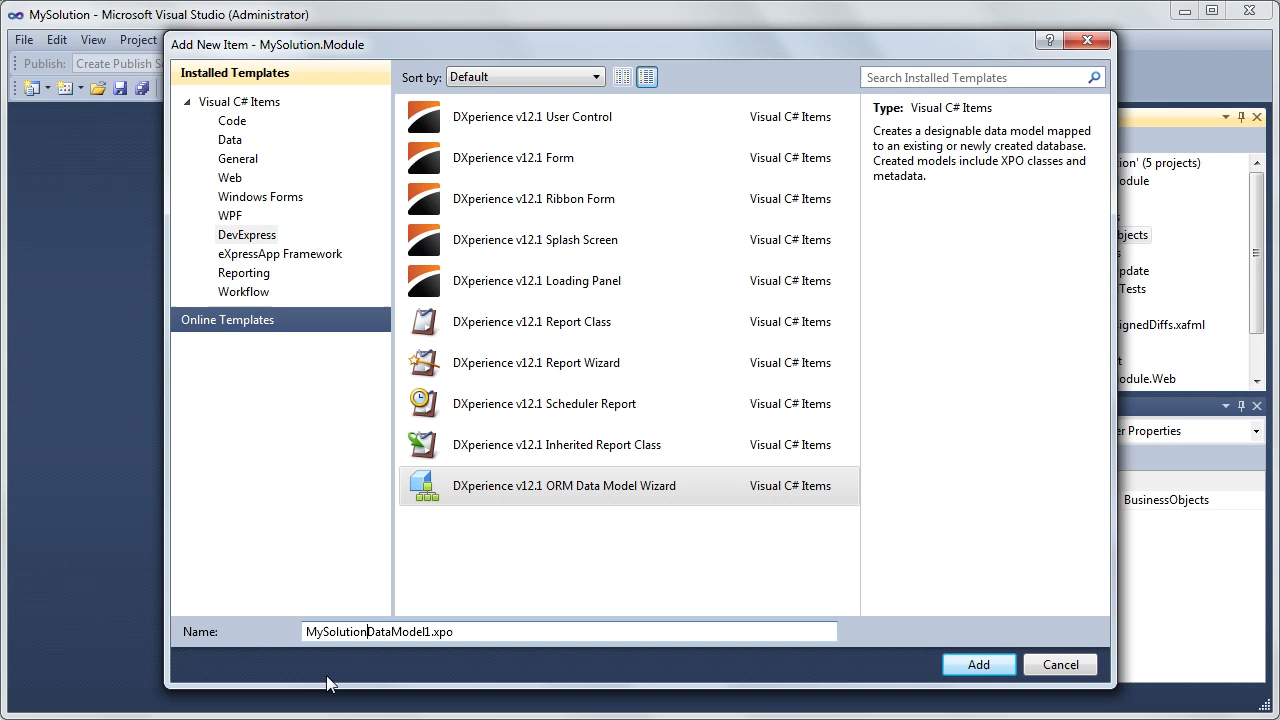 MySolution - Microsoft Visual Studio (Administrator)
File Edit View Project
Publish: Create Publish S
Add New Item - MySolution.Module
Installed Templates
Visual C# Items
Code
Data
General
Web
Windows Forms
WPF
DevExpress
eXpressApp Framework
Reporting
Workflow
Online Templates
Sort by: Default
Search Installed Templates
DXperience v12.1 User Control Visual C# Items
DXperience v12.1 Form Visual C# Items
DXperience v12.1 Ribbon Form Visual C# Items
DXperience v12.1 Splash Screen Visual C# Items
DXperience v12.1 Loading Panel Visual C# Items
DXperience v12.1 Report Class Visual C# Items
DXperience v12.1 Report Wizard Visual C# Items
DXperience v12.1 Scheduler Report Visual C# Items
DXperience v12.1 Inherited Report Class Visual C# Items
DXperience v12.1 ORM Data Model Wizard Visual C# Items
Type: Visual C# Items
Creates a designable data model mapped
to an existing or newly created database.
Created models include XPO classes and
metadata.
Name: MySolutionDataModel1.xpo
Add Cancel
ion' (5 projects)
odule
s
bjects
s
pdate
Tests
ignedDiffs.xafml
t
odule.Web
er Properties
BusinessObjects